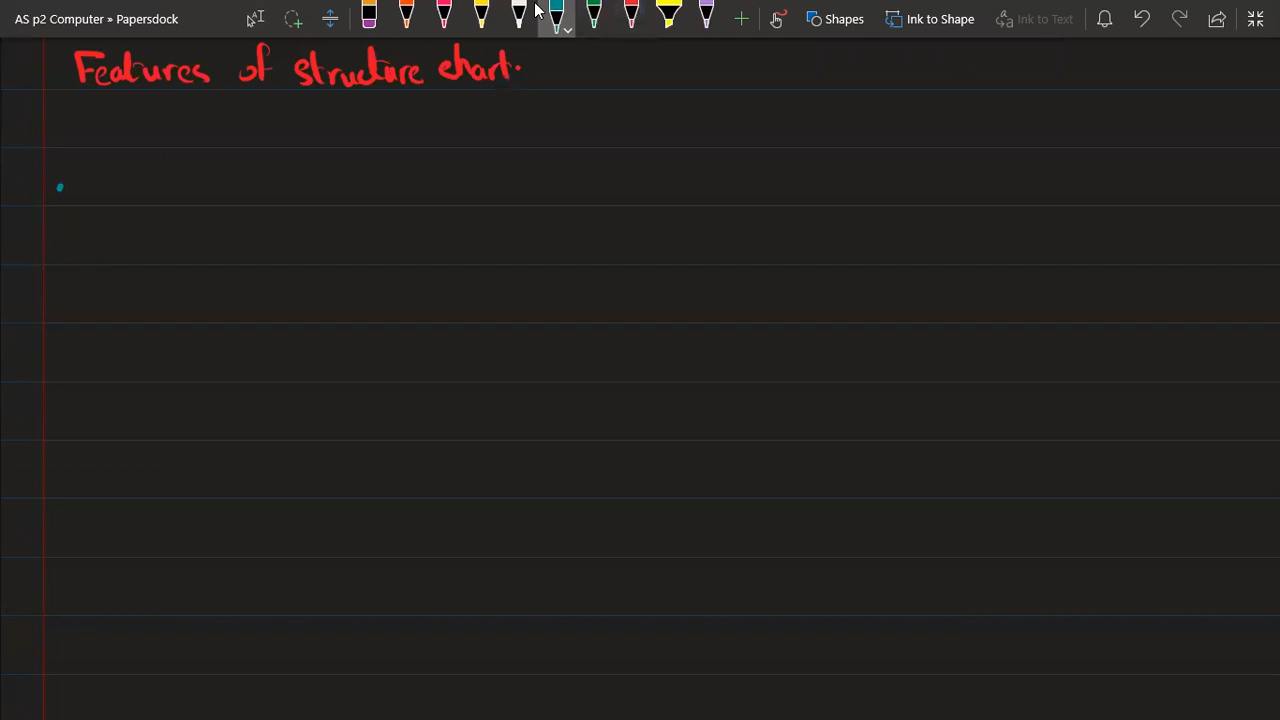 AS p2 Computer » Papersdock
Shapes
Ink to Shape
Ink to Text
Features of structure chart.